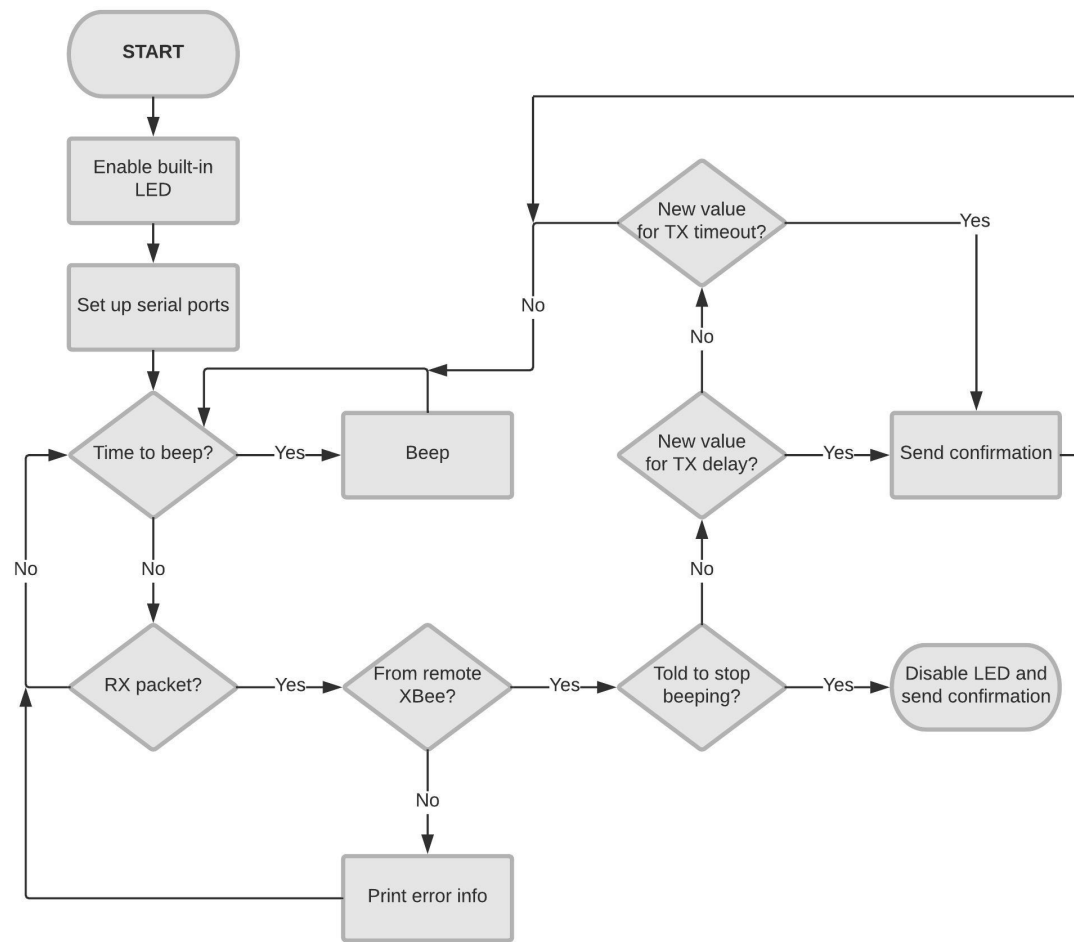 START
Enable built-in
LED
Set up serial ports
Time to beep?
Yes
Beep
No
No
RX packet?
Yes
From remote
XBee?
Yes
No
Print error info
Told to stop
beeping?
Yes
Disable LED and
send confirmation
No
New value
for TX delay?
Yes
Send confirmation
No
New value
for TX timeout?
Yes
No